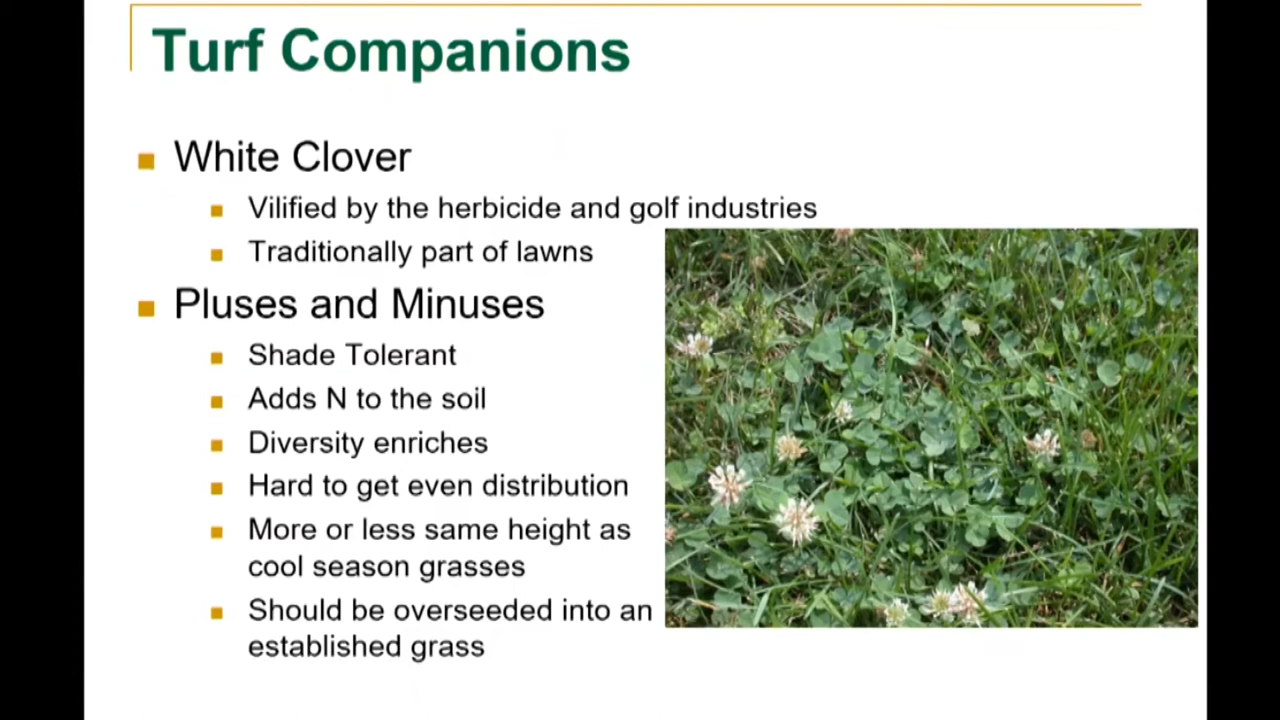 Turf Companions
White Clover
Vilified by the herbicide and golf industries
Traditionally part of lawns
Pluses and Minuses
Shade Tolerant
Adds N to the soil
Diversity enriches
Hard to get even distribution
More or less same height as
cool season grasses
Should be overseeded into an
established grass